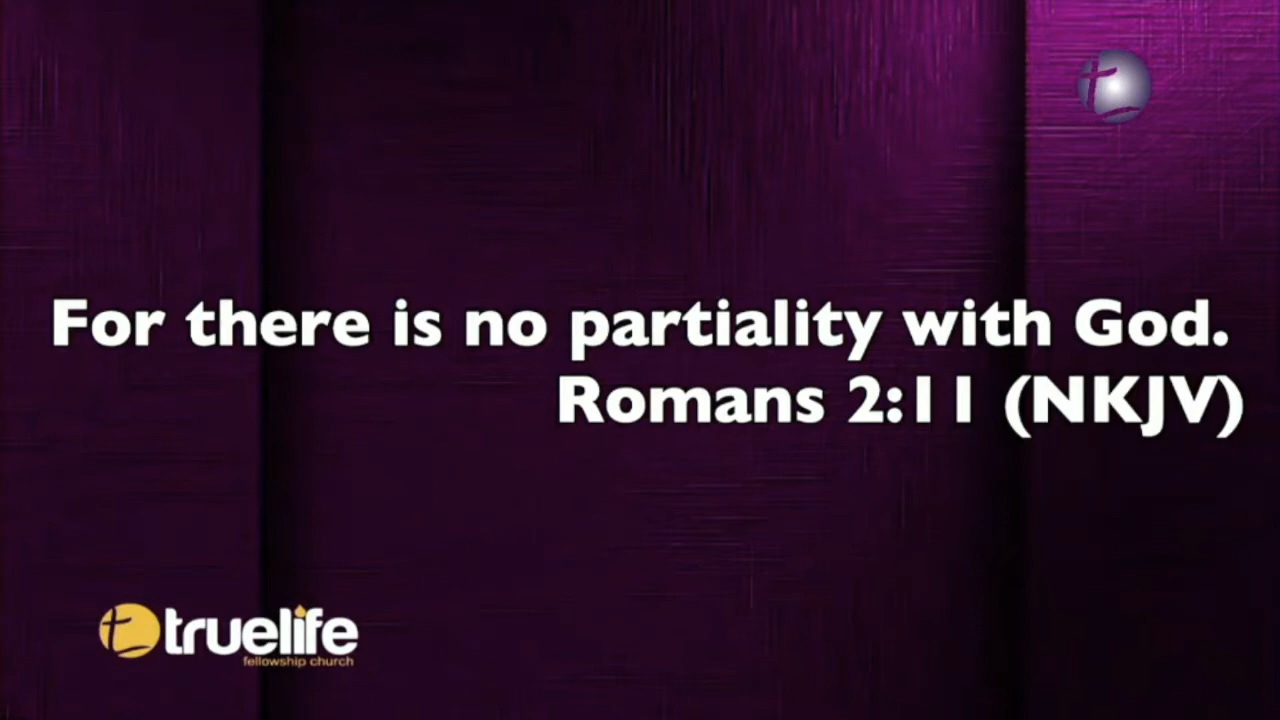 For there is no partiality with God.
Romans 2:11 (NKJV)
truelife
fellowship church